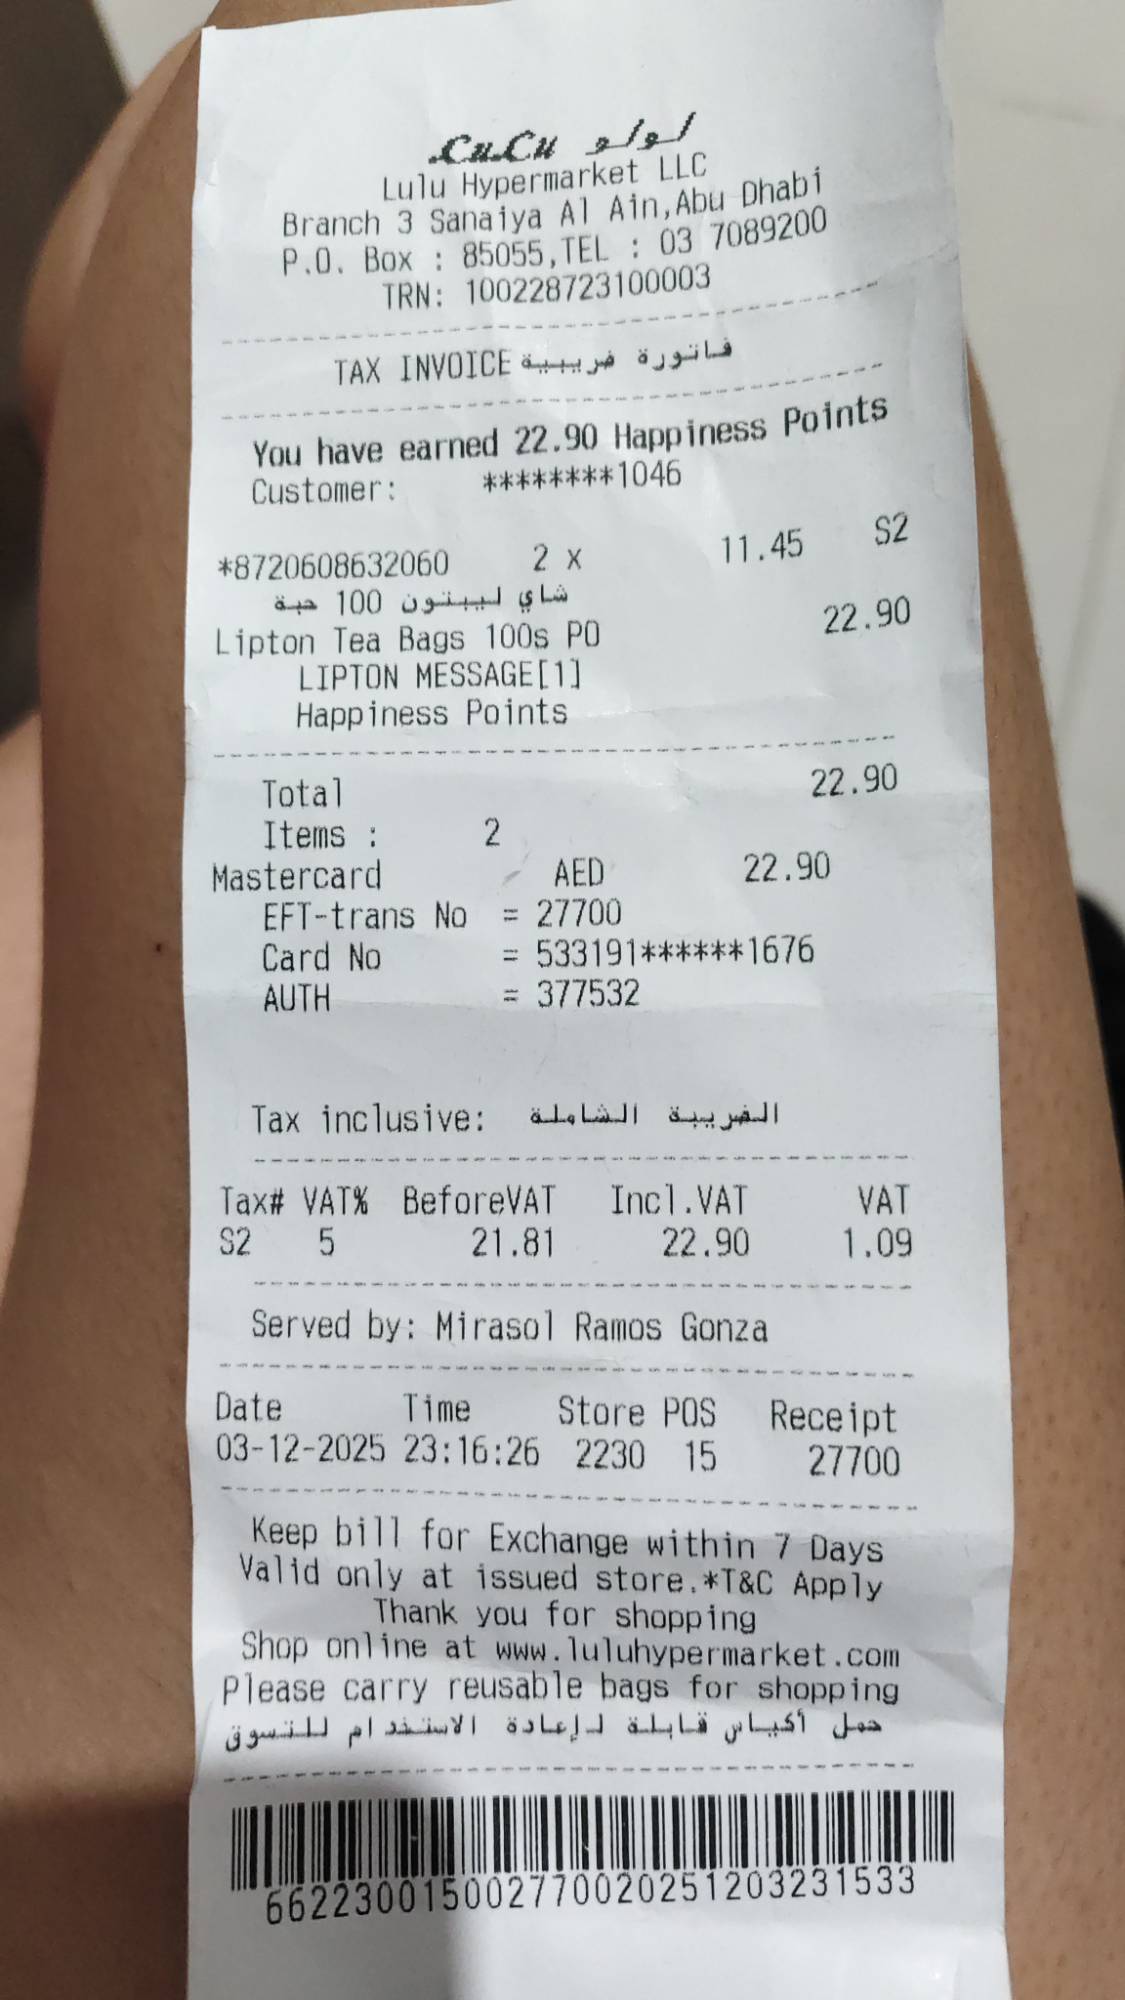 LuLu لولو
Lulu Hypermarket LLC
Branch 3 Sanaiya Al Ain,Abu Dhabi
P.O. Box : 85055,TEL : 03 7089200
TRN: 100228723100003
TAX INVOICE فاتورة ضريبية
You have earned 22.90 Happiness Points
Customer: ********1046
*8720608632060 2 x 11.45 S2
شاي ليبتون 100 حبة
Lipton Tea Bags 100s PO 22.90
LIPTON MESSAGE[1]
Happiness Points
Total 22.90
Items : 2
Mastercard AED 22.90
EFT-trans No = 27700
Card No = 533191******1676
AUTH = 377532
Tax inclusive: الضريبة الشاملة
Tax# VAT% BeforeVAT Incl.VAT VAT
S2 5 21.81 22.90 1.09
Served by: Mirasol Ramos Gonza
Date Time Store POS Receipt
03-12-2025 23:16:26 2230 15 27700
Keep bill for Exchange within 7 Days
Valid only at issued store.*T&C Apply
Thank you for shopping
Shop online at www.luluhypermarket.com
Please carry reusable bags for shopping
حمل أكياس قابلة لإعادة الاستخدام للتسوق
662230015002770020251203231533